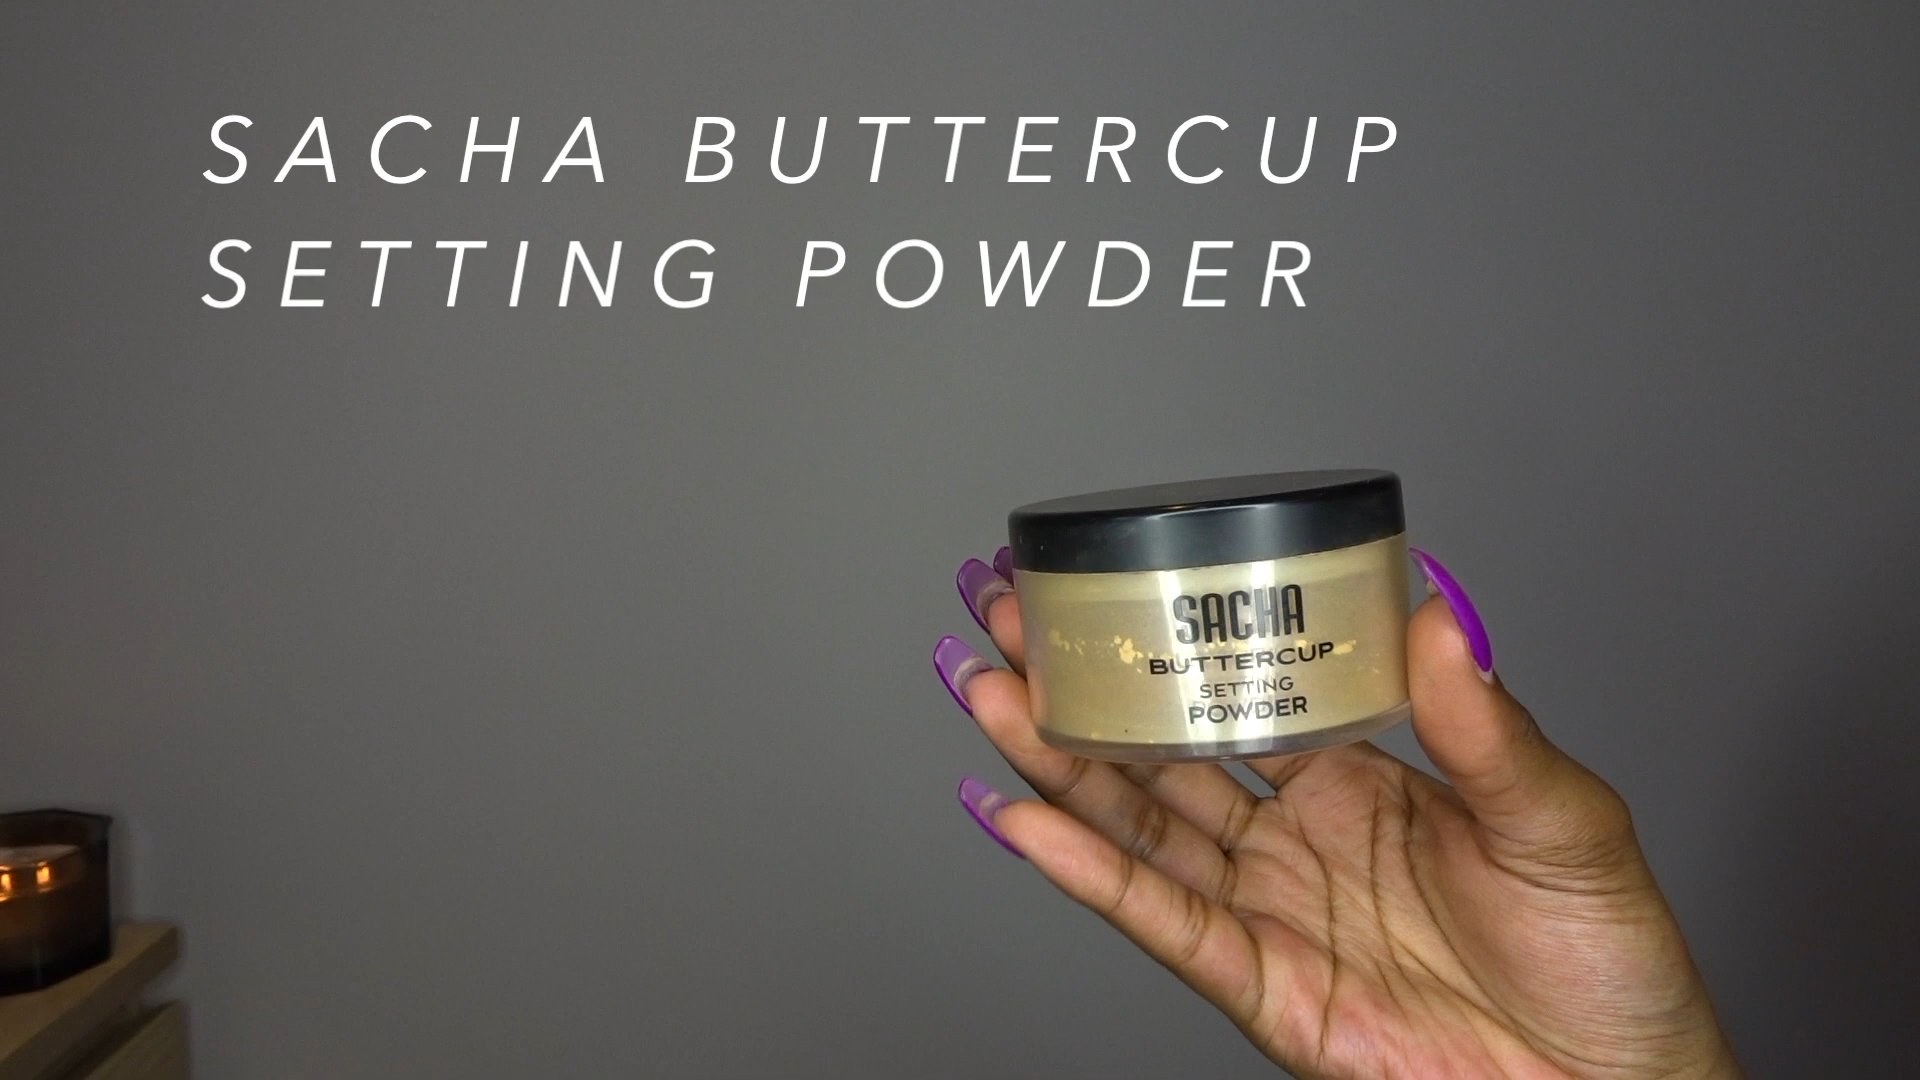 SACHA BUTTERCUP
SETTING POWDER
SACHA
BUTTERCUP
SETTING
POWDER